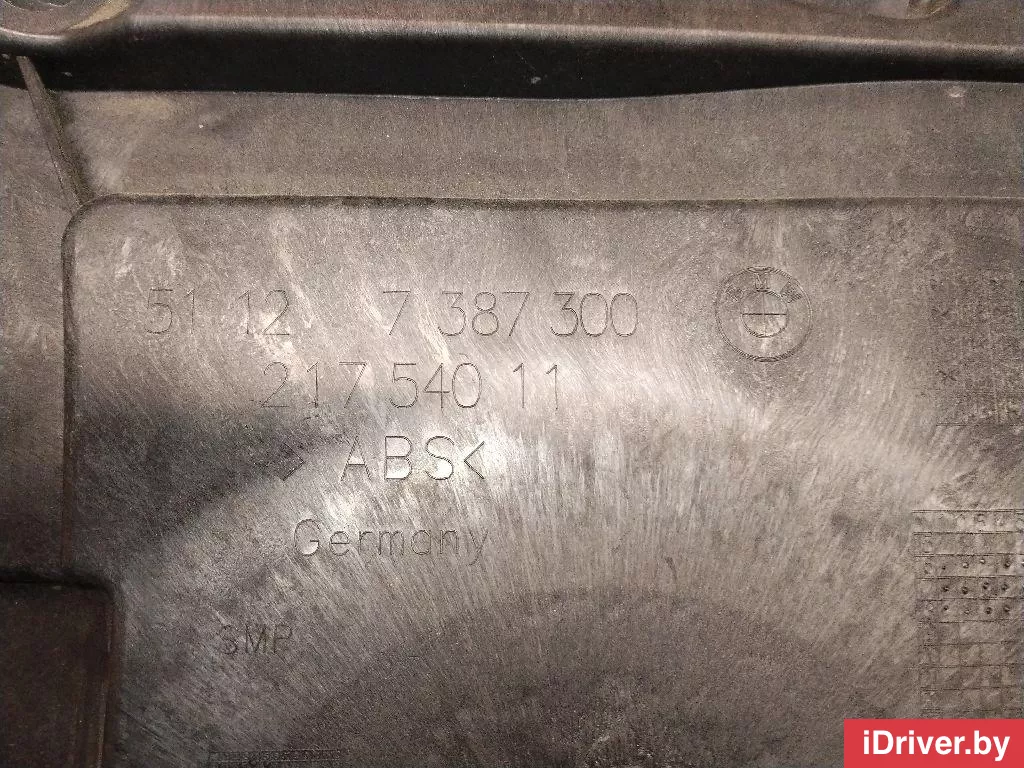 51 12 7 387 300
217 540 11
> ABS<
Germany
SMP
iDriver.by